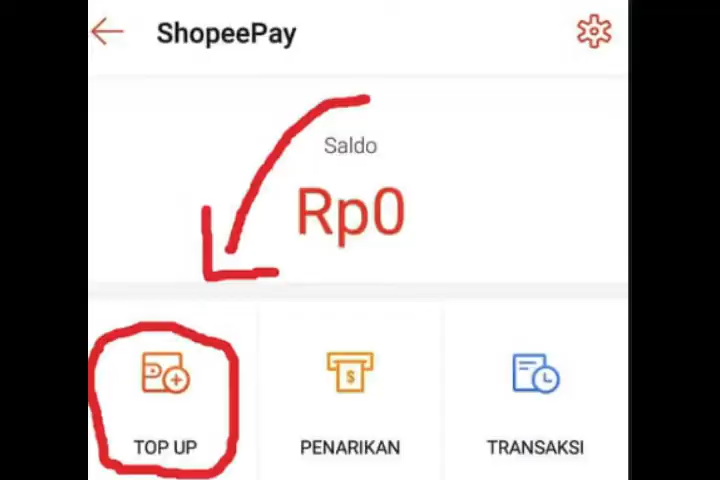 ShopeePay
Saldo
Rp0
TOP UP
PENARIKAN
TRANSAKSI